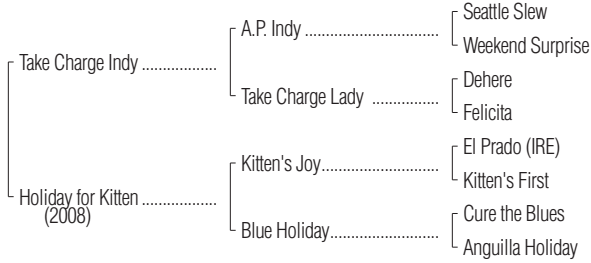 Seattle Slew
A.P. Indy ................................
Weekend Surprise
Take Charge Indy ..................
Dehere
Take Charge Lady ................
Felicita
El Prado (IRE)
Kitten's Joy............................
Kitten's First
Holiday for Kitten ..................
(2008)
Cure the Blues
Blue Holiday..........................
Anguilla Holiday